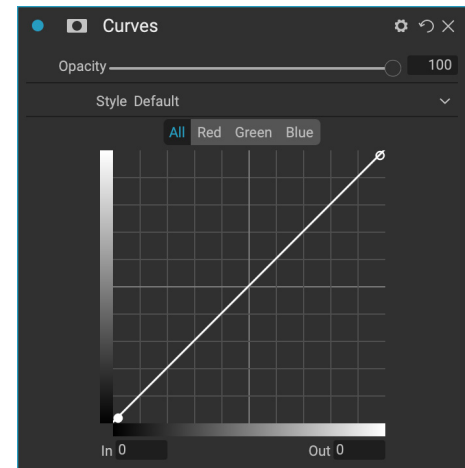 Curves
Opacity 100
Style Default
All Red Green Blue
In 0 Out 0